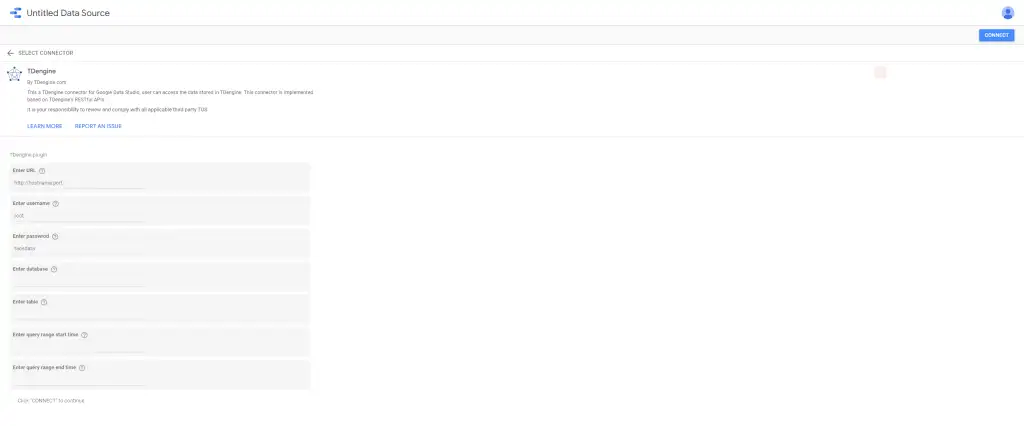 Untitled Data Source
CONNECT
SELECT CONNECTOR
TDengine
By TDengine.com
This is TDengine connector for Google Data Studio, user can access the data stored in TDengine. This connector is implemented
based on TDengine's RESTful APIs
It is your responsibility to review and comply with all applicable third party TOS
LEARN MORE REPORT AN ISSUE
TDengine plugin
Enter URL
http://hostname:port
Enter username
root
Enter password
taosdata
Enter database
Enter table
Enter query range start time
Enter query range end time
Click "CONNECT" to continue